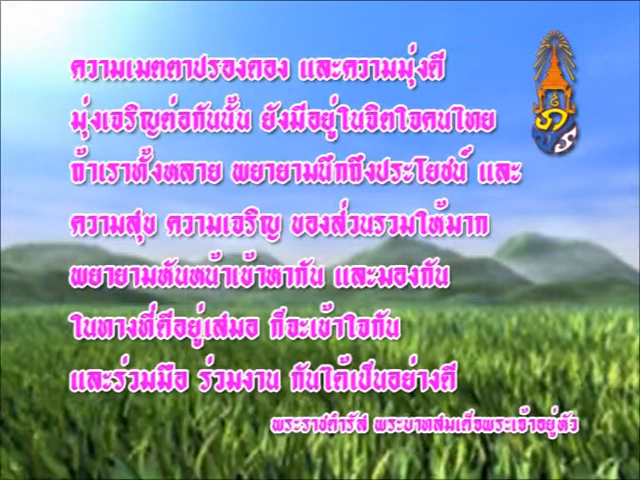 ความเมตตาปรองดอง และความมุ่งดี
มุ่งเจริญต่อกันนั้น ยังมีอยู่ในจิตใจคนไทย
ถ้าเราทั้งหลาย พยายามนึกถึงประโยชน์ และ
ความสุข ความเจริญ ของส่วนรวมให้มาก
พยายามหันหน้าเข้าหากัน และมองกัน
ในทางที่ดีอยู่เสมอ ก็จะเข้าใจกัน
และร่วมมือ ร่วมงาน กันได้เป็นอย่างดี
พระราชดำรัส พระบาทสมเด็จพระเจ้าอยู่หัว